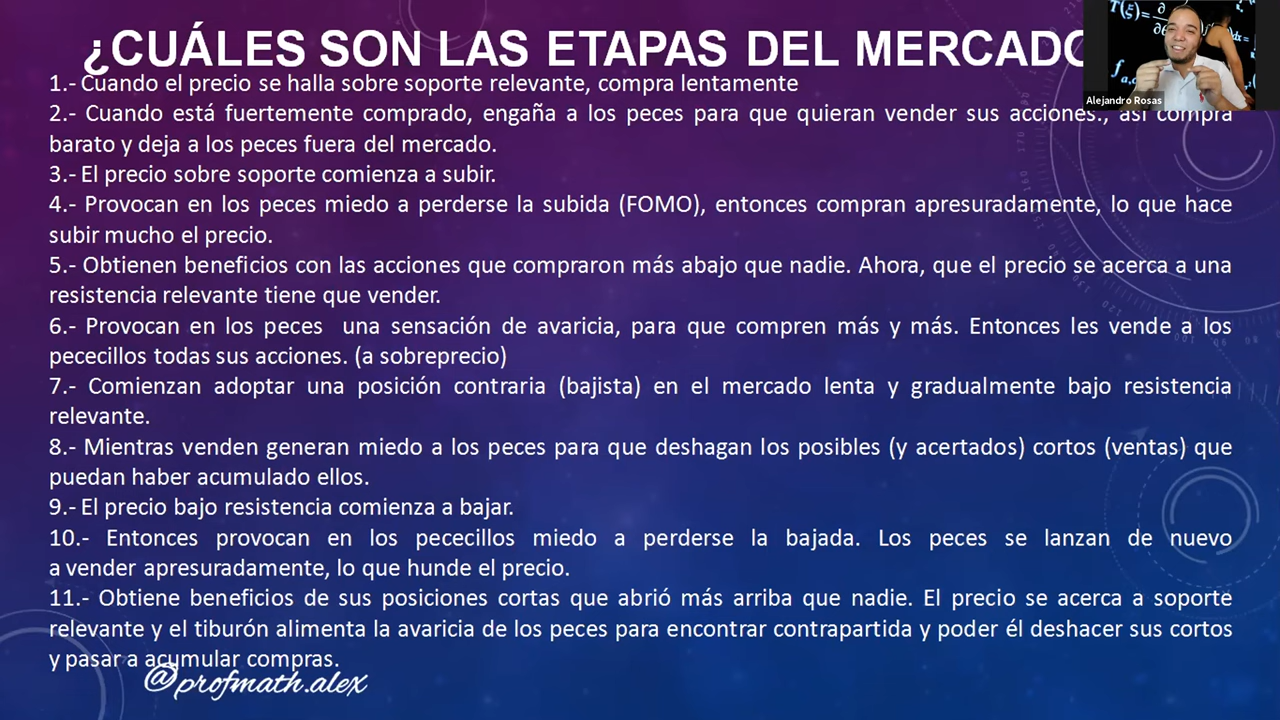 ¿CUÁLES SON LAS ETAPAS DEL MERCADO
1.- Cuando el precio se halla sobre soporte relevante, compra lentamente
2.- Cuando está fuertemente comprado, engaña a los peces para que quieran vender sus acciones., así compra
barato y deja a los peces fuera del mercado.
3.- El precio sobre soporte comienza a subir.
4.- Provocan en los peces miedo a perderse la subida (FOMO), entonces compran apresuradamente, lo que hace
subir mucho el precio.
5.- Obtienen beneficios con las acciones que compraron más abajo que nadie. Ahora, que el precio se acerca a una
resistencia relevante tiene que vender.
6.- Provocan en los peces una sensación de avaricia, para que compren más y más. Entonces les vende a los
pececillos todas sus acciones. (a sobreprecio)
7.- Comienzan adoptar una posición contraria (bajista) en el mercado lenta y gradualmente bajo resistencia
relevante.
8.- Mientras venden generan miedo a los peces para que deshagan los posibles (y acertados) cortos (ventas) que
puedan haber acumulado ellos.
9.- El precio bajo resistencia comienza a bajar.
10.- Entonces provocan en los pececillos miedo a perderse la bajada. Los peces se lanzan de nuevo
a vender apresuradamente, lo que hunde el precio.
11.- Obtiene beneficios de sus posiciones cortas que abrió más arriba que nadie. El precio se acerca a soporte
relevante y el tiburón alimenta la avaricia de los peces para encontrar contrapartida y poder él deshacer sus cortos
y pasar a acumular compras.
@profmath.alex
Alejandro Rosas